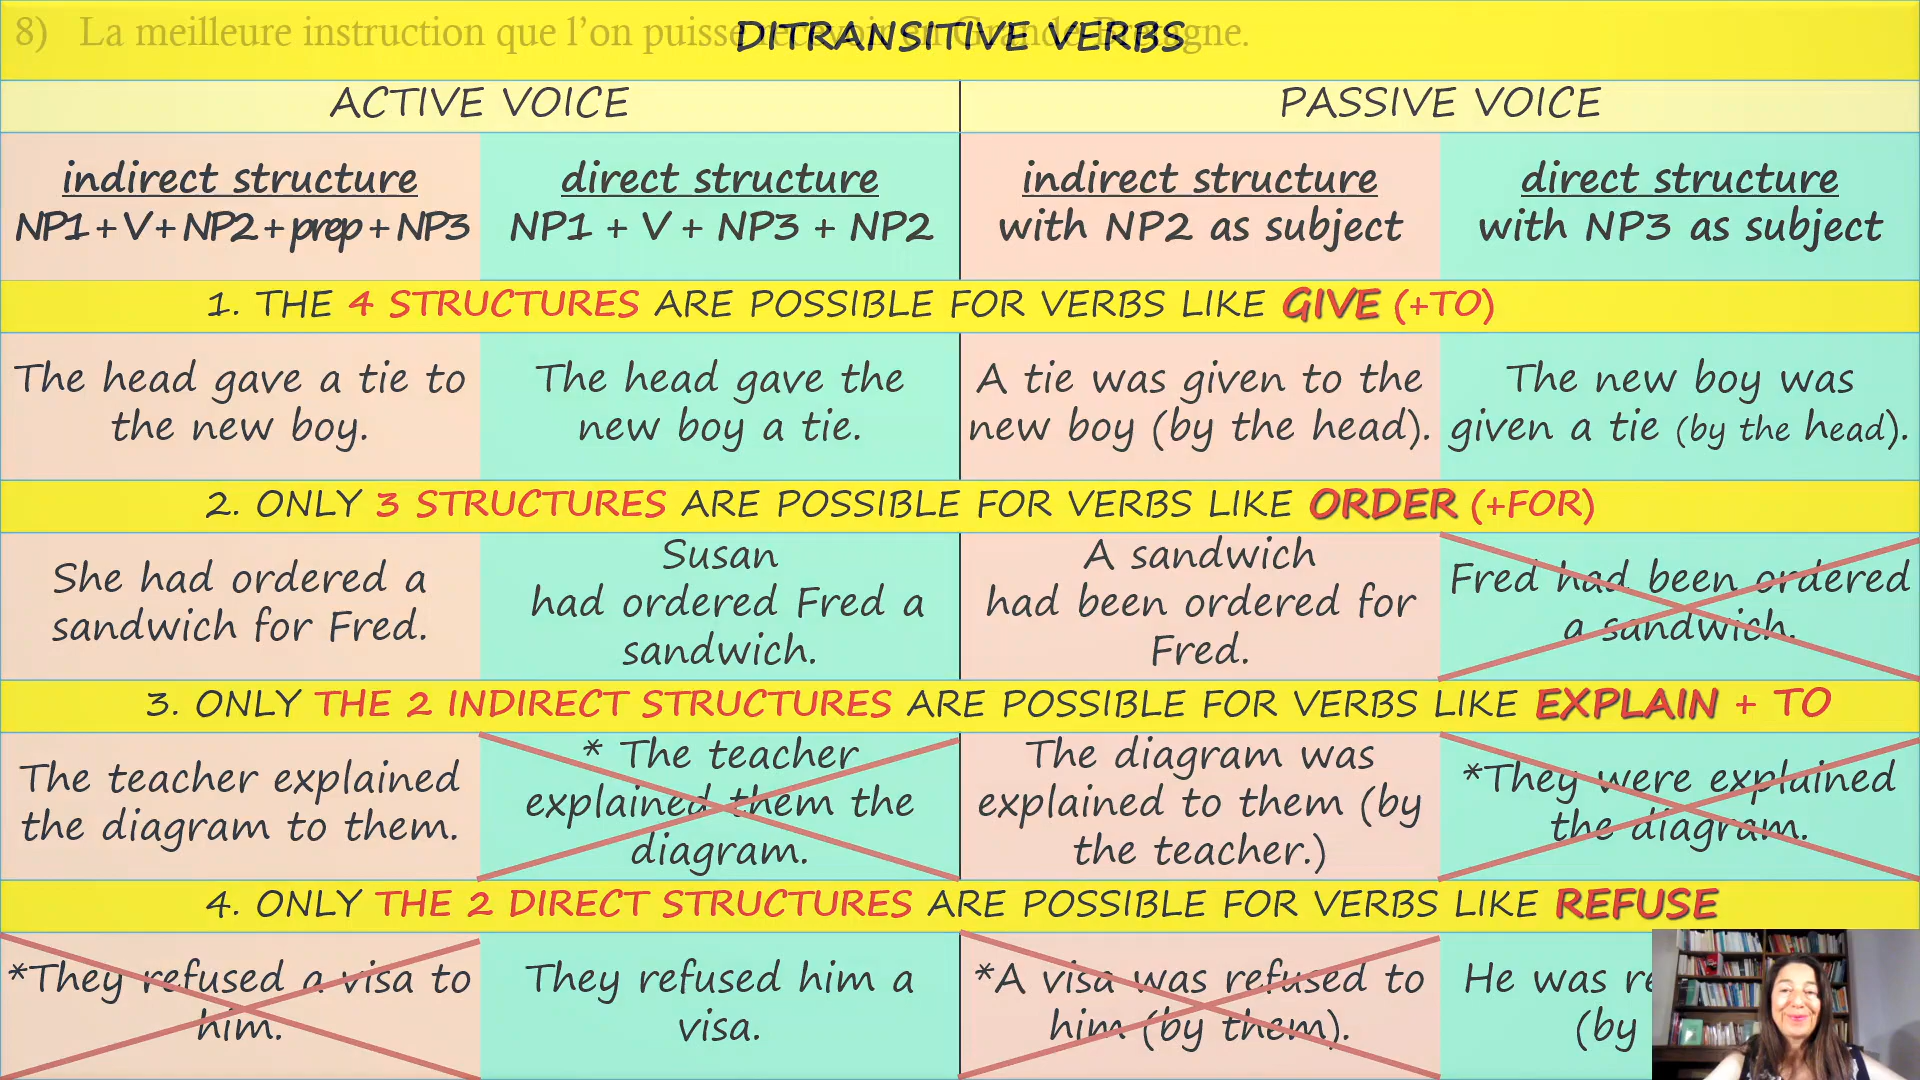 8) La meilleure instruction que l'on puisse recevoir en Grande-Bretagne.
DITRANSITIVE VERBS
ACTIVE VOICE
PASSIVE VOICE
indirect structure
NP1 + V + NP2 + prep + NP3
direct structure
NP1 + V + NP3 + NP2
indirect structure
with NP2 as subject
direct structure
with NP3 as subject
1. THE 4 STRUCTURES ARE POSSIBLE FOR VERBS LIKE GIVE (+TO)
The head gave a tie to
the new boy.
The head gave the
new boy a tie.
A tie was given to the
new boy (by the head).
The new boy was
given a tie (by the head).
2. ONLY 3 STRUCTURES ARE POSSIBLE FOR VERBS LIKE ORDER (+FOR)
She had ordered a
sandwich for Fred.
Susan
had ordered Fred a
sandwich.
A sandwich
had been ordered for
Fred.
Fred had been ordered
a sandwich.
3. ONLY THE 2 INDIRECT STRUCTURES ARE POSSIBLE FOR VERBS LIKE EXPLAIN + TO
The teacher explained
the diagram to them.
* The teacher
explained them the
diagram.
The diagram was
explained to them (by
the teacher.)
*They were explained
the diagram.
4. ONLY THE 2 DIRECT STRUCTURES ARE POSSIBLE FOR VERBS LIKE REFUSE
*They refused a visa to
him.
They refused him a
visa.
*A visa was refused to
him (by them).
He was
(by